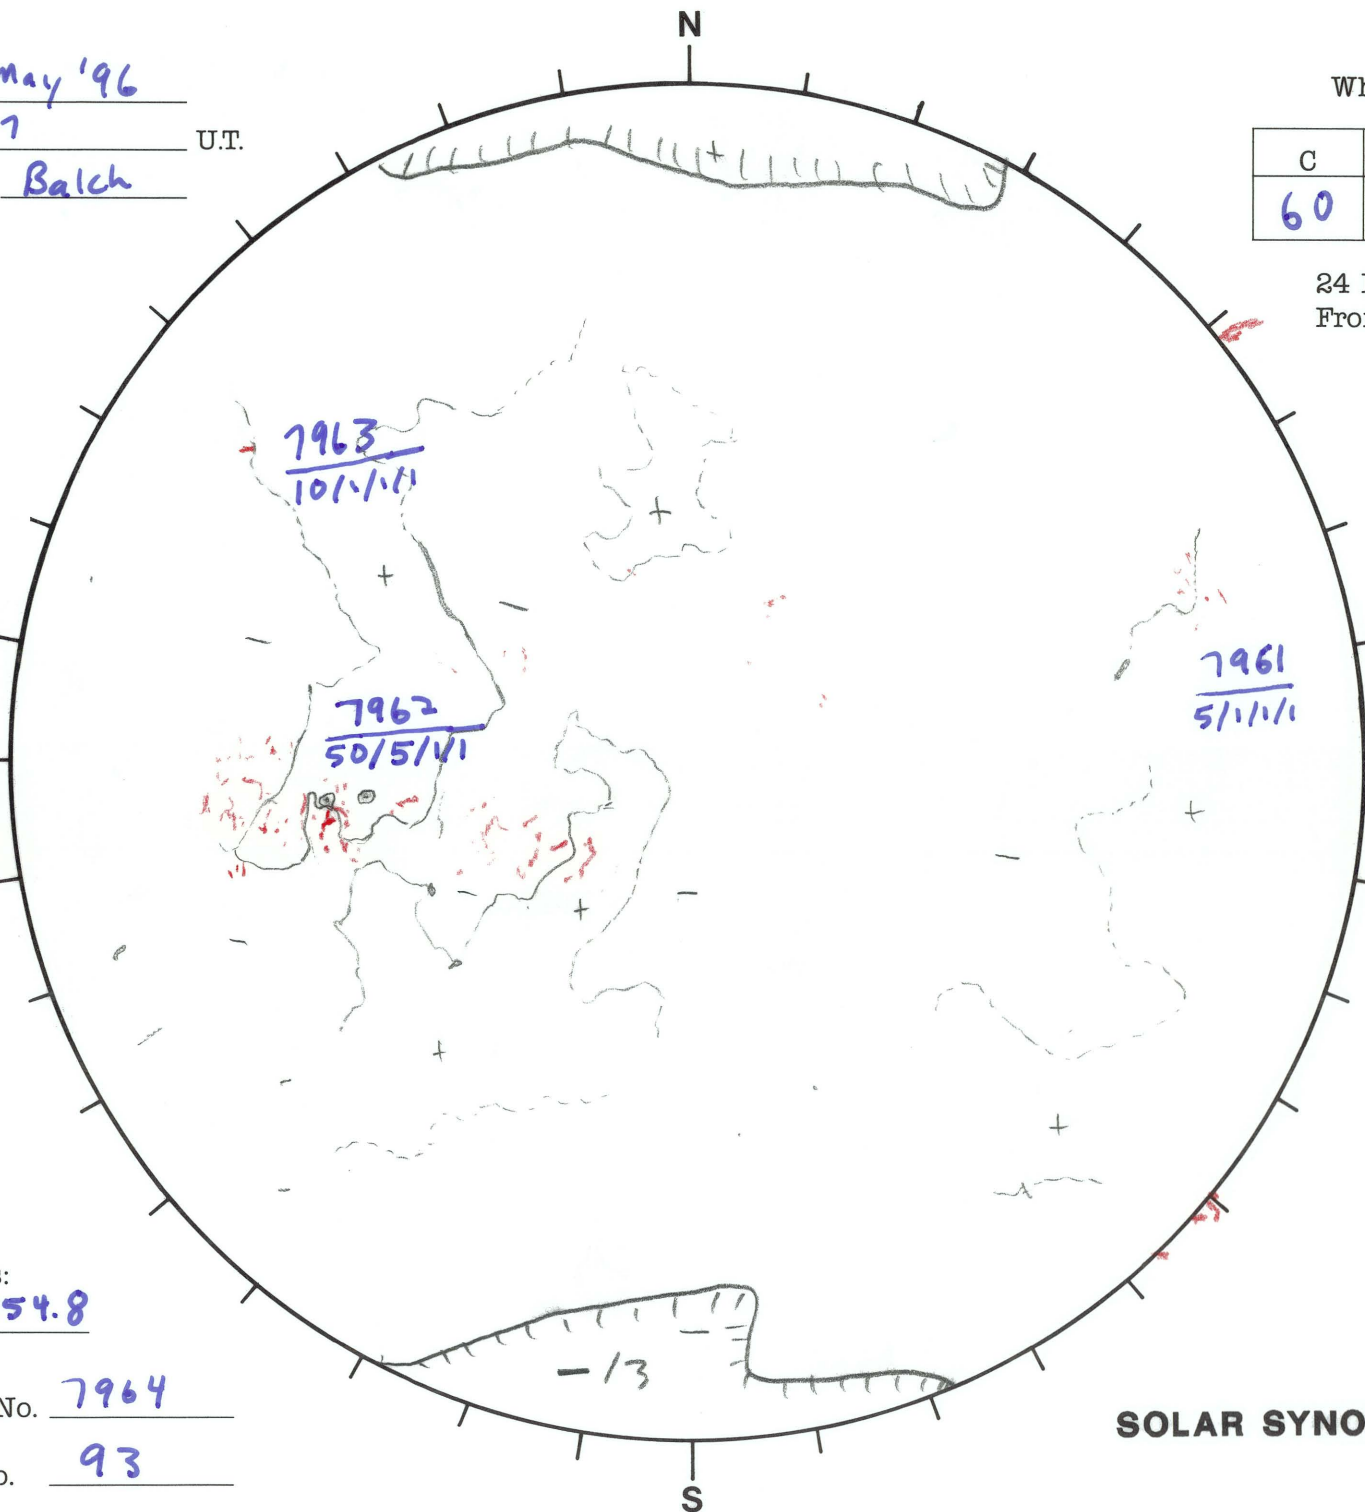 N
May '96
7 U.T.
Balch
Wh
C
60
24
Fro
7963
10/1/1/1
7962
50/5/1/1
7961
5/1/1/1
+
-13
:
54.8
No. 7964
o. 93
SOLAR SYNO
S